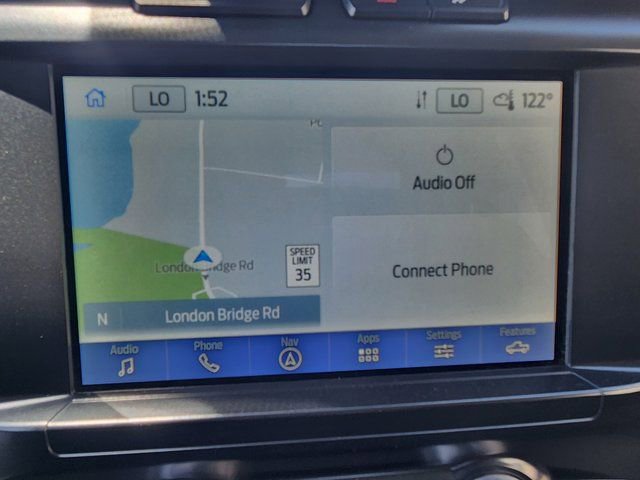 LO 1:52 LO 122°
Audio Off
London Bridge Rd
SPEED
LIMIT
35
Connect Phone
N London Bridge Rd
Audio Phone Nav Apps Settings Features